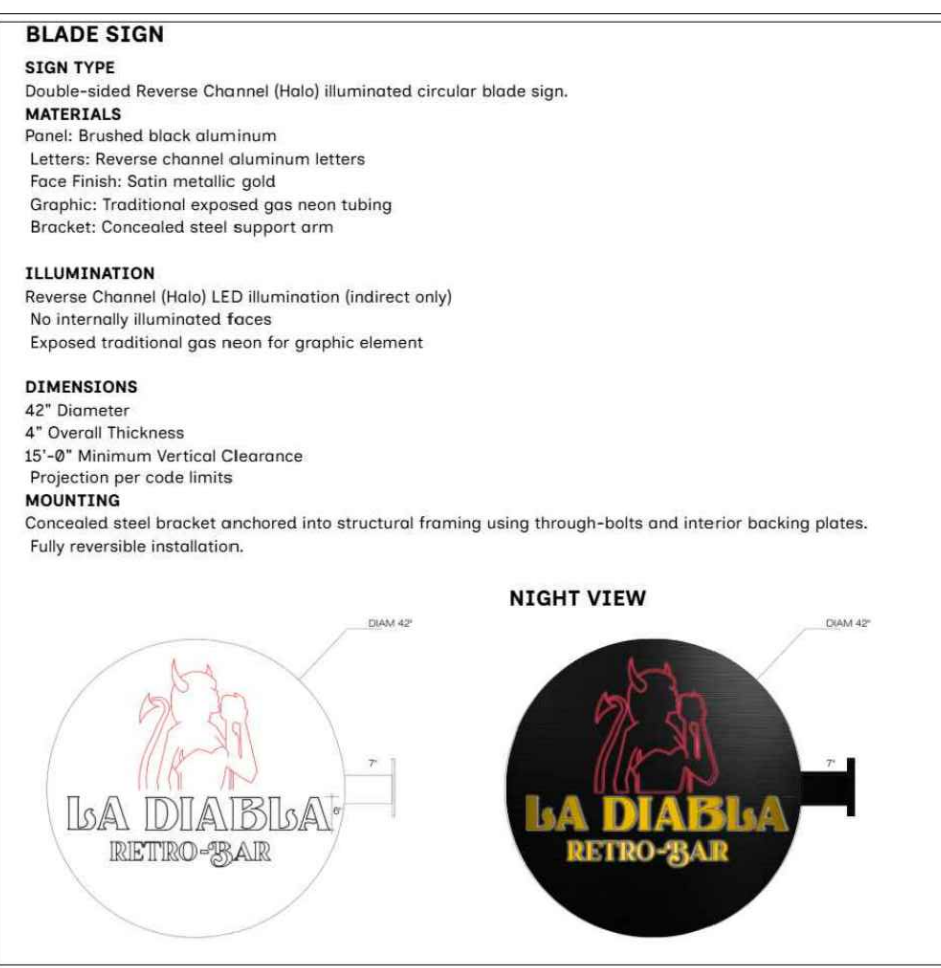 BLADE SIGN
SIGN TYPE
Double-sided Reverse Channel (Halo) illuminated circular blade sign.
MATERIALS
Panel: Brushed black aluminum
Letters: Reverse channel aluminum letters
Face Finish: Satin metallic gold
Graphic: Traditional exposed gas neon tubing
Bracket: Concealed steel support arm
ILLUMINATION
Reverse Channel (Halo) LED illumination (indirect only)
No internally illuminated faces
Exposed traditional gas neon for graphic element
DIMENSIONS
42" Diameter
4" Overall Thickness
15'-0" Minimum Vertical Clearance
Projection per code limits
MOUNTING
Concealed steel bracket anchored into structural framing using through-bolts and interior backing plates.
Fully reversible installation.
DIAM 42"
7"
LA DIABLA
RETRO-BAR
NIGHT VIEW
DIAM 42"
7"
LA DIABLA
RETRO-BAR